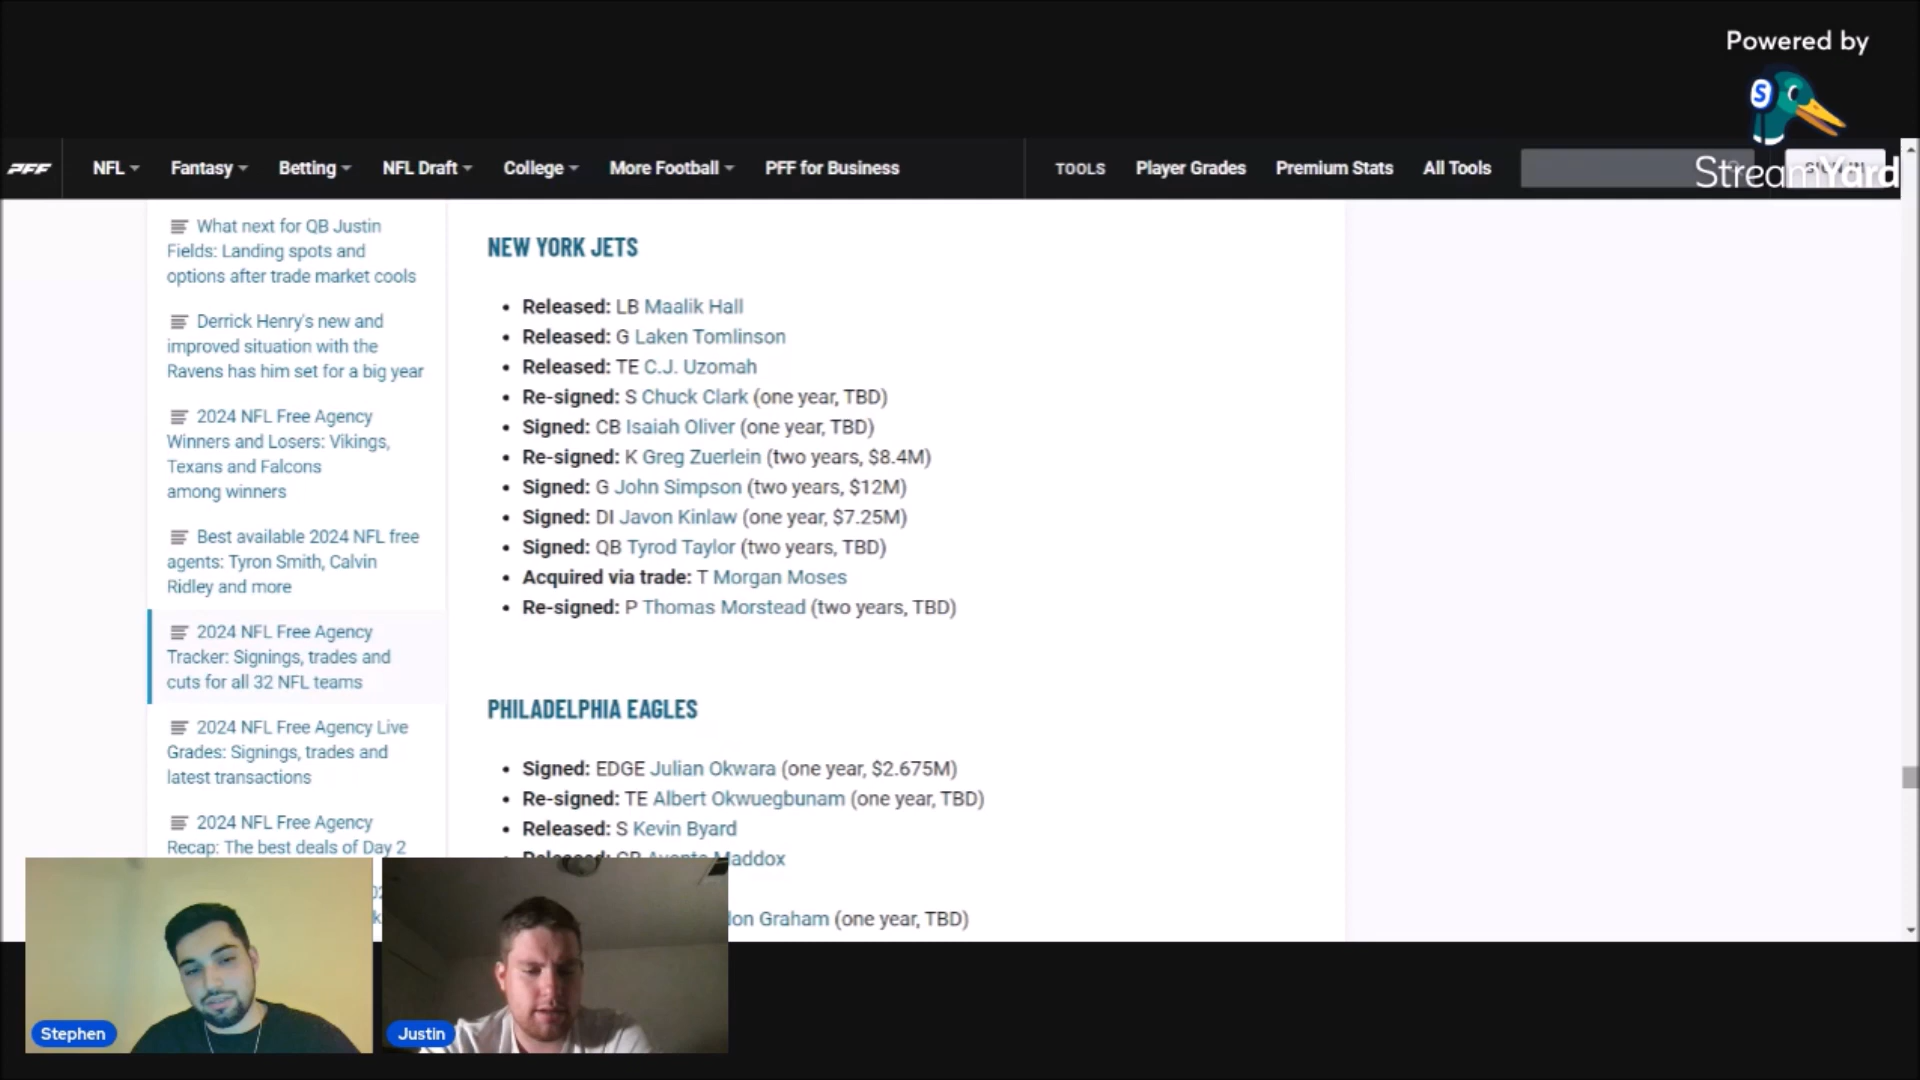 Powered by
StreamYard
PFF
NFL
Fantasy
Betting
NFL Draft
College
More Football
PFF for Business
TOOLS
Player Grades
Premium Stats
All Tools
What next for QB Justin
Fields: Landing spots and
options after trade market cools
Derrick Henry's new and
improved situation with the
Ravens has him set for a big year
2024 NFL Free Agency
Winners and Losers: Vikings,
Texans and Falcons
among winners
Best available 2024 NFL free
agents: Tyron Smith, Calvin
Ridley and more
2024 NFL Free Agency
Tracker: Signings, trades and
cuts for all 32 NFL teams
2024 NFL Free Agency Live
Grades: Signings, trades and
latest transactions
2024 NFL Free Agency
Recap: The best deals of Day 2
NEW YORK JETS
• Released: LB Maalik Hall
• Released: G Laken Tomlinson
• Released: TE C.J. Uzomah
• Re-signed: S Chuck Clark (one year, TBD)
• Signed: CB Isaiah Oliver (one year, TBD)
• Re-signed: K Greg Zuerlein (two years, $8.4M)
• Signed: G John Simpson (two years, $12M)
• Signed: DI Javon Kinlaw (one year, $7.25M)
• Signed: QB Tyrod Taylor (two years, TBD)
• Acquired via trade: T Morgan Moses
• Re-signed: P Thomas Morstead (two years, TBD)
PHILADELPHIA EAGLES
• Signed: EDGE Julian Okwara (one year, $2.675M)
• Re-signed: TE Albert Okwuegbunam (one year, TBD)
• Released: S Kevin Byard
Maddox
Graham (one year, TBD)
Stephen
Justin